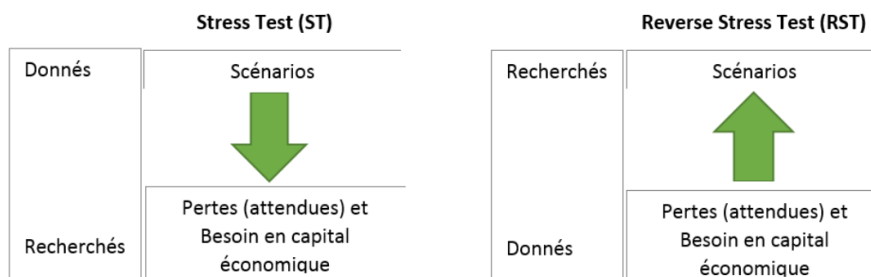 Stress Test (ST)
Donnés
Scénarios
Pertes (attendues) et
Besoin en capital
Recherchés
économique
Reverse Stress Test (RST)
Recherchés
Scénarios
Pertes (attendues) et
Besoin en capital
Donnés
économique